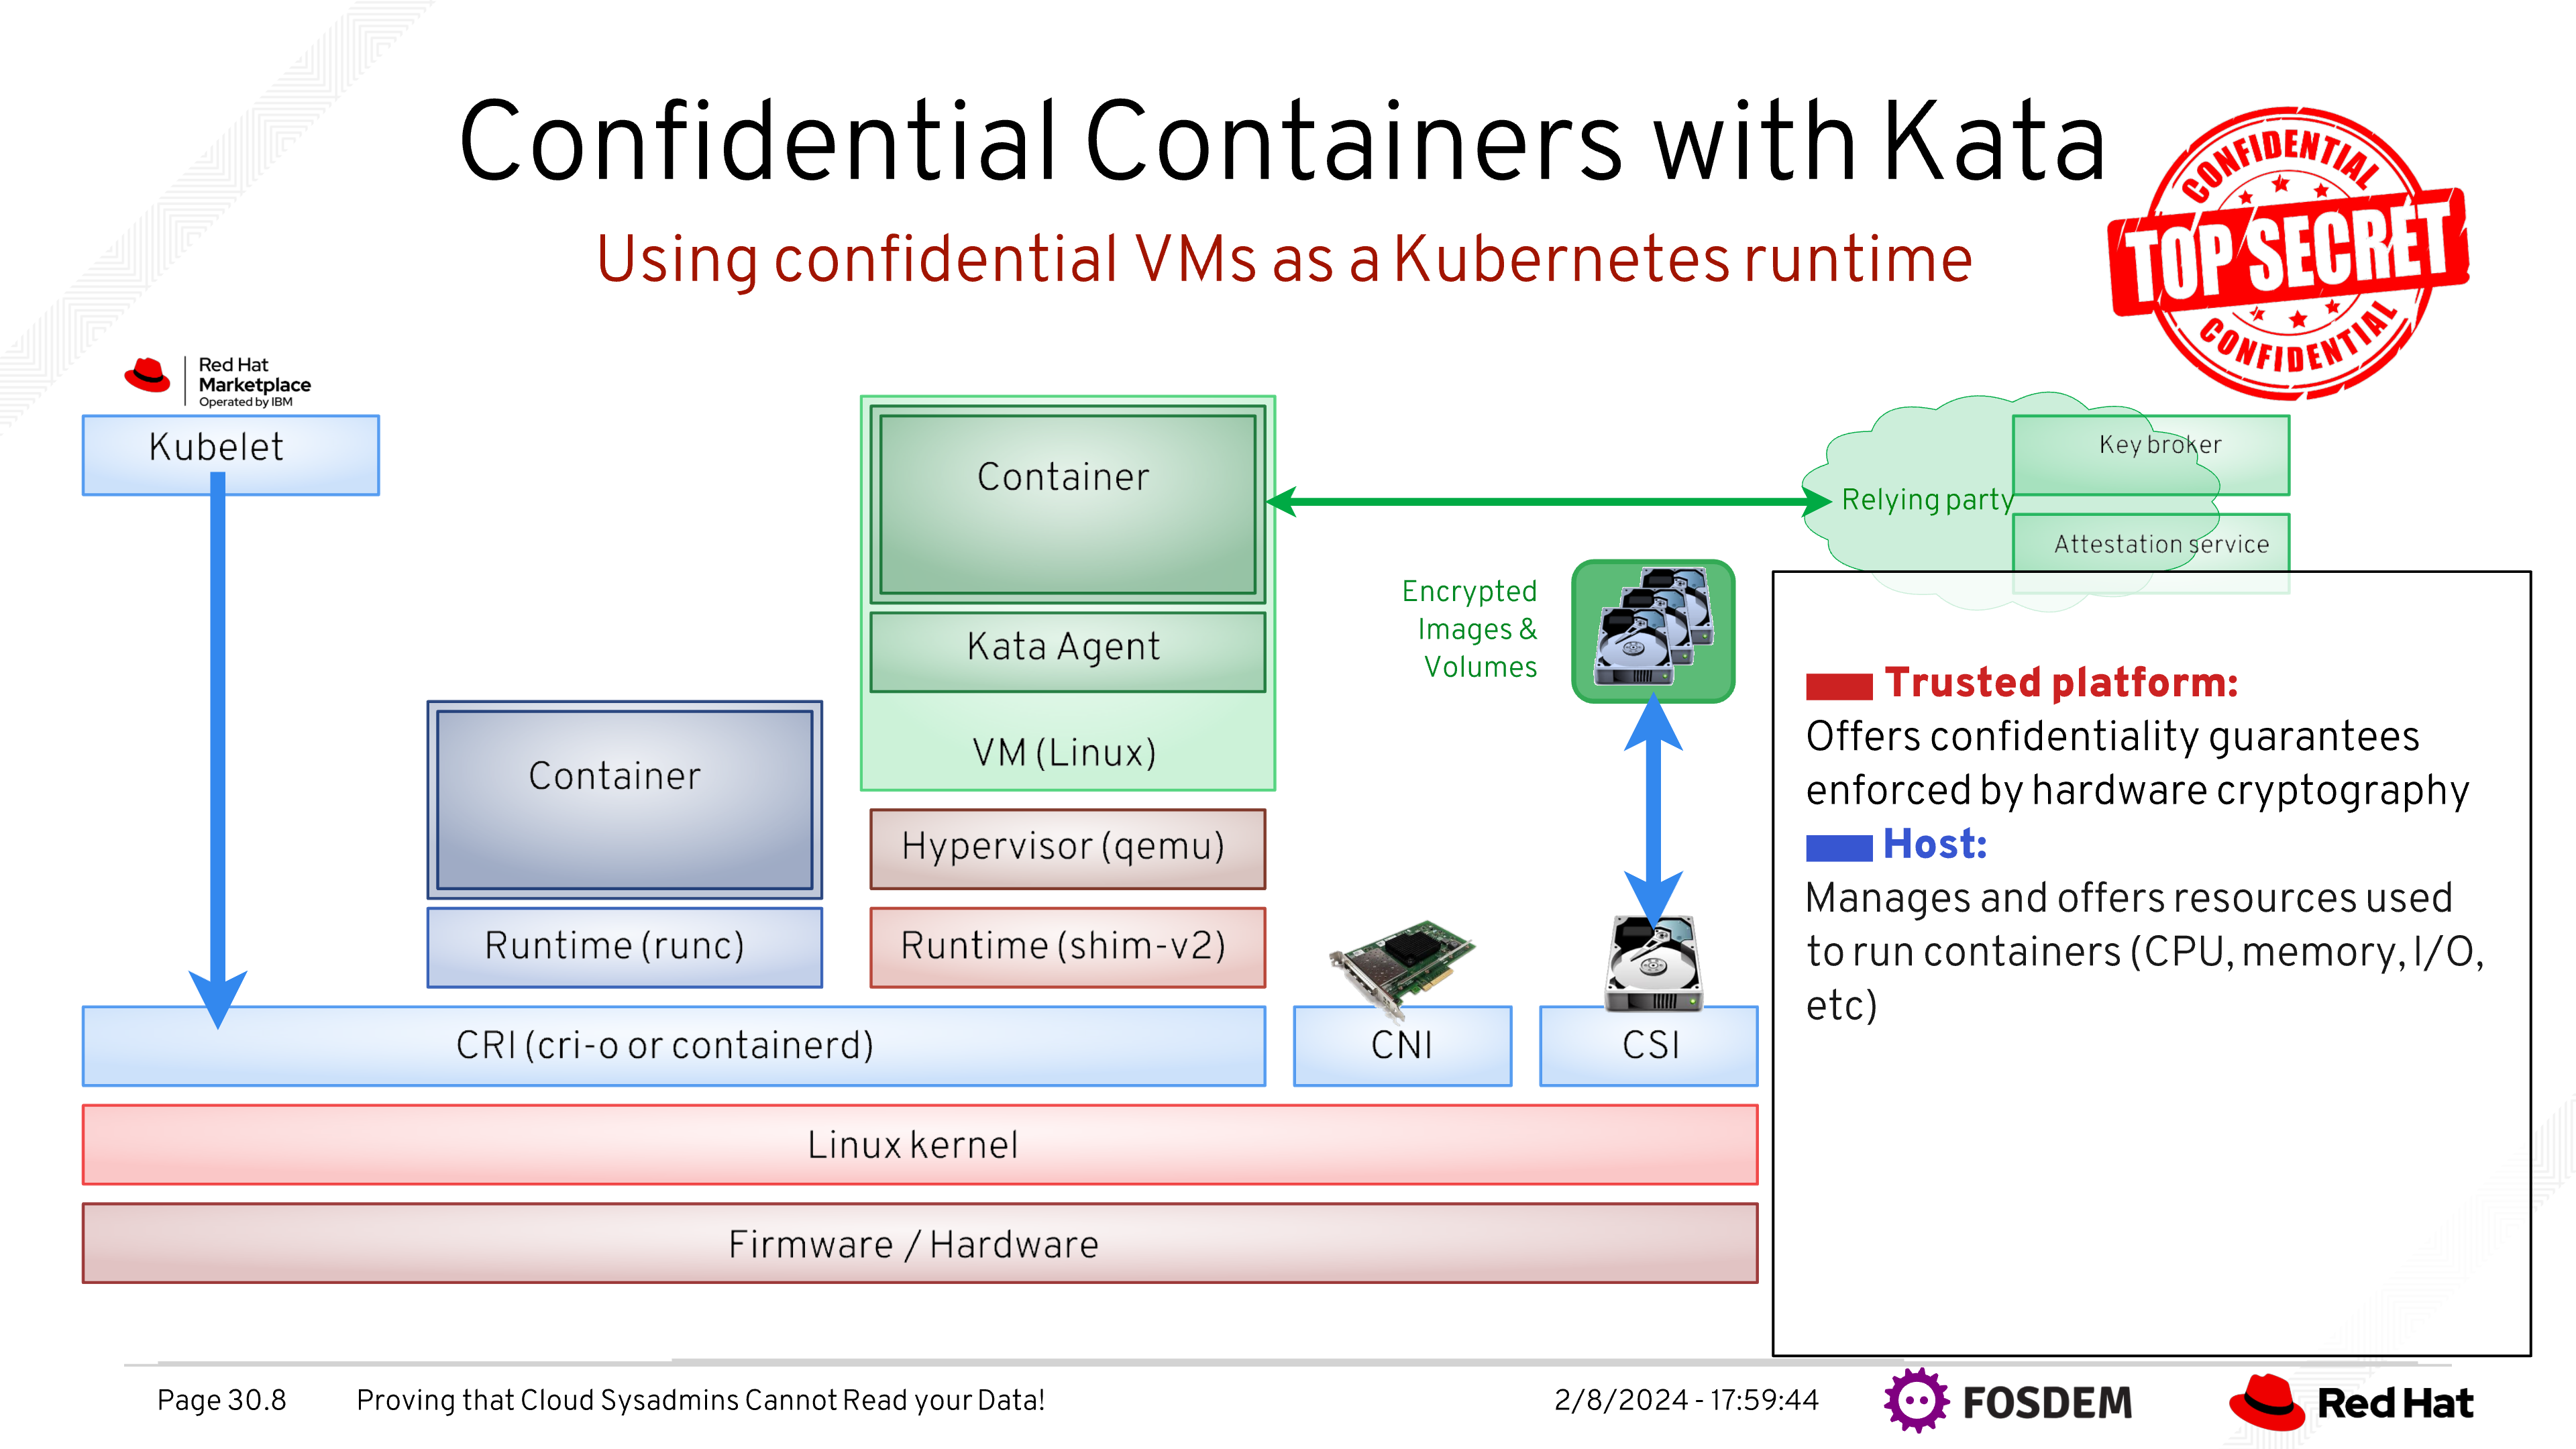 Confidential Containers with Kata
Using confidential VMs as a Kubernetes runtime
CONFIDENTIAL
TOP SECRET
CONFIDENTIAL
Red Hat
Marketplace
Operated by IBM
Kubelet
Container
Kata Agent
VM (Linux)
Hypervisor (qemu)
Runtime (shim-v2)
Container
Runtime (runc)
Key broker
Relying party
Attestation service
Encrypted
Images &
Volumes
CRI (cri-o or containerd)
CNI
CSI
Linux kernel
Firmware / Hardware
Trusted platform:
Offers confidentiality guarantees
enforced by hardware cryptography
Host:
Manages and offers resources used
to run containers (CPU, memory, I/O,
etc)
Page 30.8
Proving that Cloud Sysadmins Cannot Read your Data!
2/8/2024 - 17:59:44
FOSDEM
Red Hat